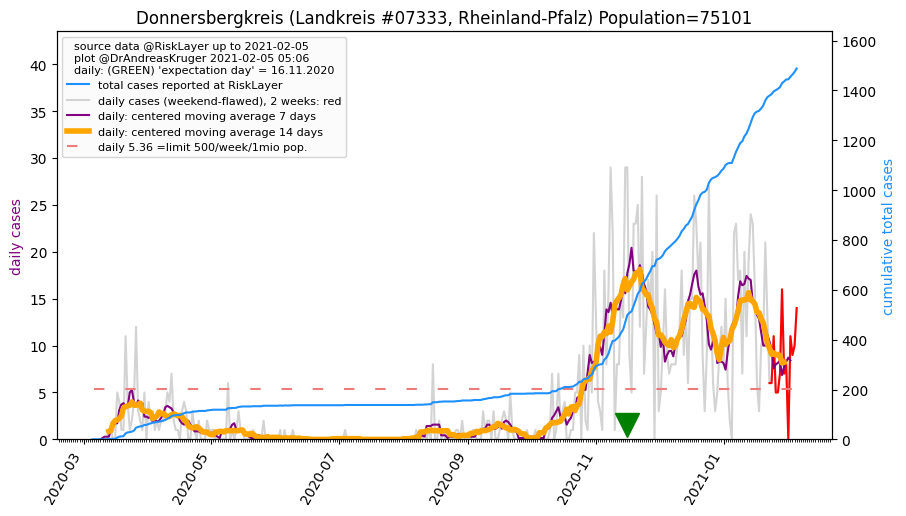 Donnersbergkreis (Landkreis #07333, Rheinland-Pfalz) Population=75101
source data @RiskLayer up to 2021-02-05
plot @DrAndreasKruger 2021-02-05 05:06
daily: (GREEN) 'expectation day' = 16.11.2020
total cases reported at RiskLayer
daily cases (weekend-flawed), 2 weeks: red
daily: centered moving average 7 days
daily: centered moving average 14 days
daily 5.36 =limit 500/week/1mio pop.
daily cases
40
35
30
25
20
15
10
5
0
cumulative total cases
1600
1400
1200
1000
800
600
400
200
0
2020-03
2020-05
2020-07
2020-09
2020-11
2021-01